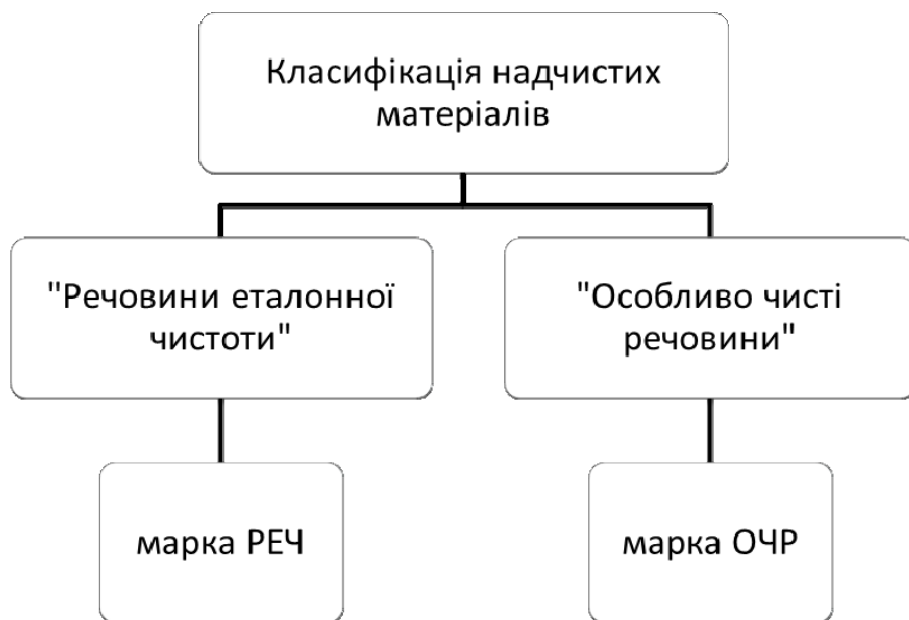 Класифікація надчистих
матеріалів
"Речовини еталонної
чистоти"
"Особливо чисті
речовини"
марка РЕЧ
марка ОЧР